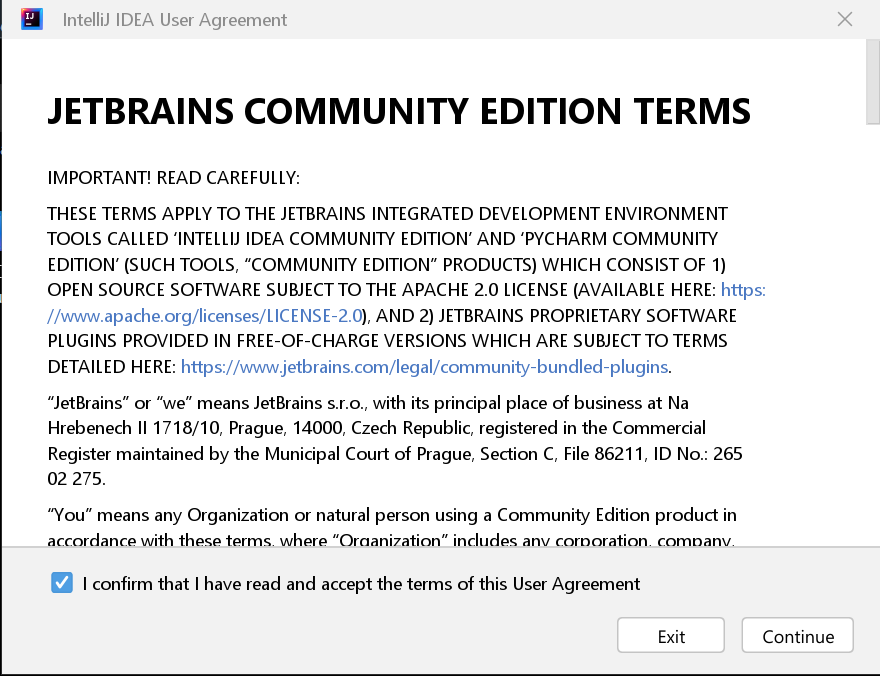 IJ
IntelliJ IDEA User Agreement
JETBRAINS COMMUNITY EDITION TERMS
IMPORTANT! READ CAREFULLY:
THESE TERMS APPLY TO THE JETBRAINS INTEGRATED DEVELOPMENT ENVIRONMENT
TOOLS CALLED ‘INTELLIJ IDEA COMMUNITY EDITION’ AND ‘PYCHARM COMMUNITY
EDITION’ (SUCH TOOLS, “COMMUNITY EDITION” PRODUCTS) WHICH CONSIST OF 1)
OPEN SOURCE SOFTWARE SUBJECT TO THE APACHE 2.0 LICENSE (AVAILABLE HERE: https:
//www.apache.org/licenses/LICENSE-2.0), AND 2) JETBRAINS PROPRIETARY SOFTWARE
PLUGINS PROVIDED IN FREE-OF-CHARGE VERSIONS WHICH ARE SUBJECT TO TERMS
DETAILED HERE: https://www.jetbrains.com/legal/community-bundled-plugins.
“JetBrains” or “we” means JetBrains s.r.o., with its principal place of business at Na
Hrebenech II 1718/10, Prague, 14000, Czech Republic, registered in the Commercial
Register maintained by the Municipal Court of Prague, Section C, File 86211, ID No.: 265
02 275.
“You” means any Organization or natural person using a Community Edition product in
accordance with these terms, where “Organization” includes any corporation, company,
I confirm that I have read and accept the terms of this User Agreement
Exit
Continue